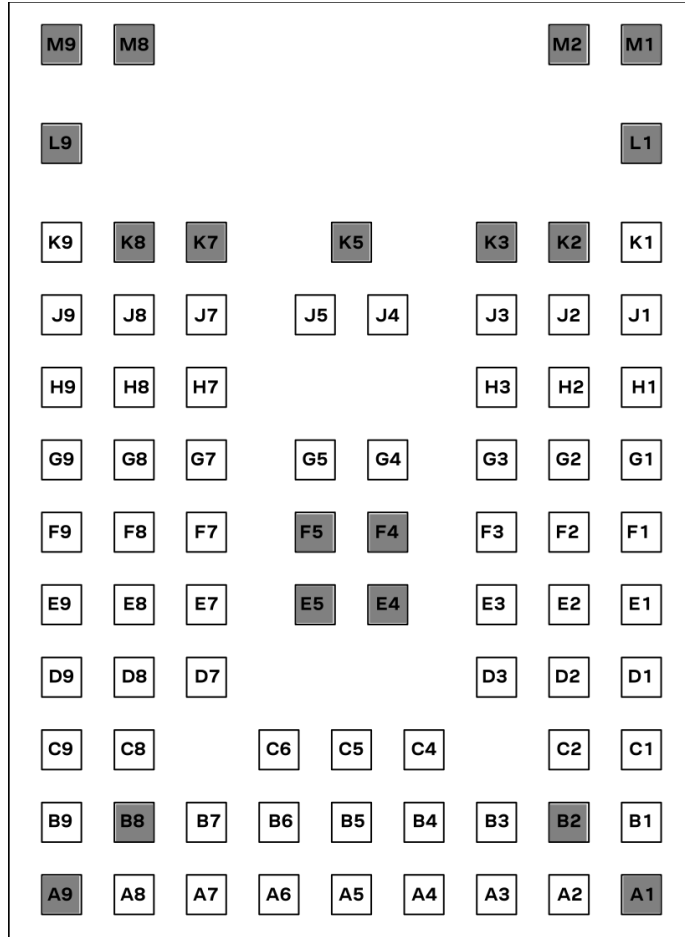 M9 M8 M2 M1
L9 L1
K9 K8 K7 K5 K3 K2 K1
J9 J8 J7 J5 J4 J3 J2 J1
H9 H8 H7 H3 H2 H1
G9 G8 G7 G5 G4 G3 G2 G1
F9 F8 F7 F5 F4 F3 F2 F1
E9 E8 E7 E5 E4 E3 E2 E1
D9 D8 D7 D3 D2 D1
C9 C8 C6 C5 C4 C2 C1
B9 B8 B7 B6 B5 B4 B3 B2 B1
A9 A8 A7 A6 A5 A4 A3 A2 A1